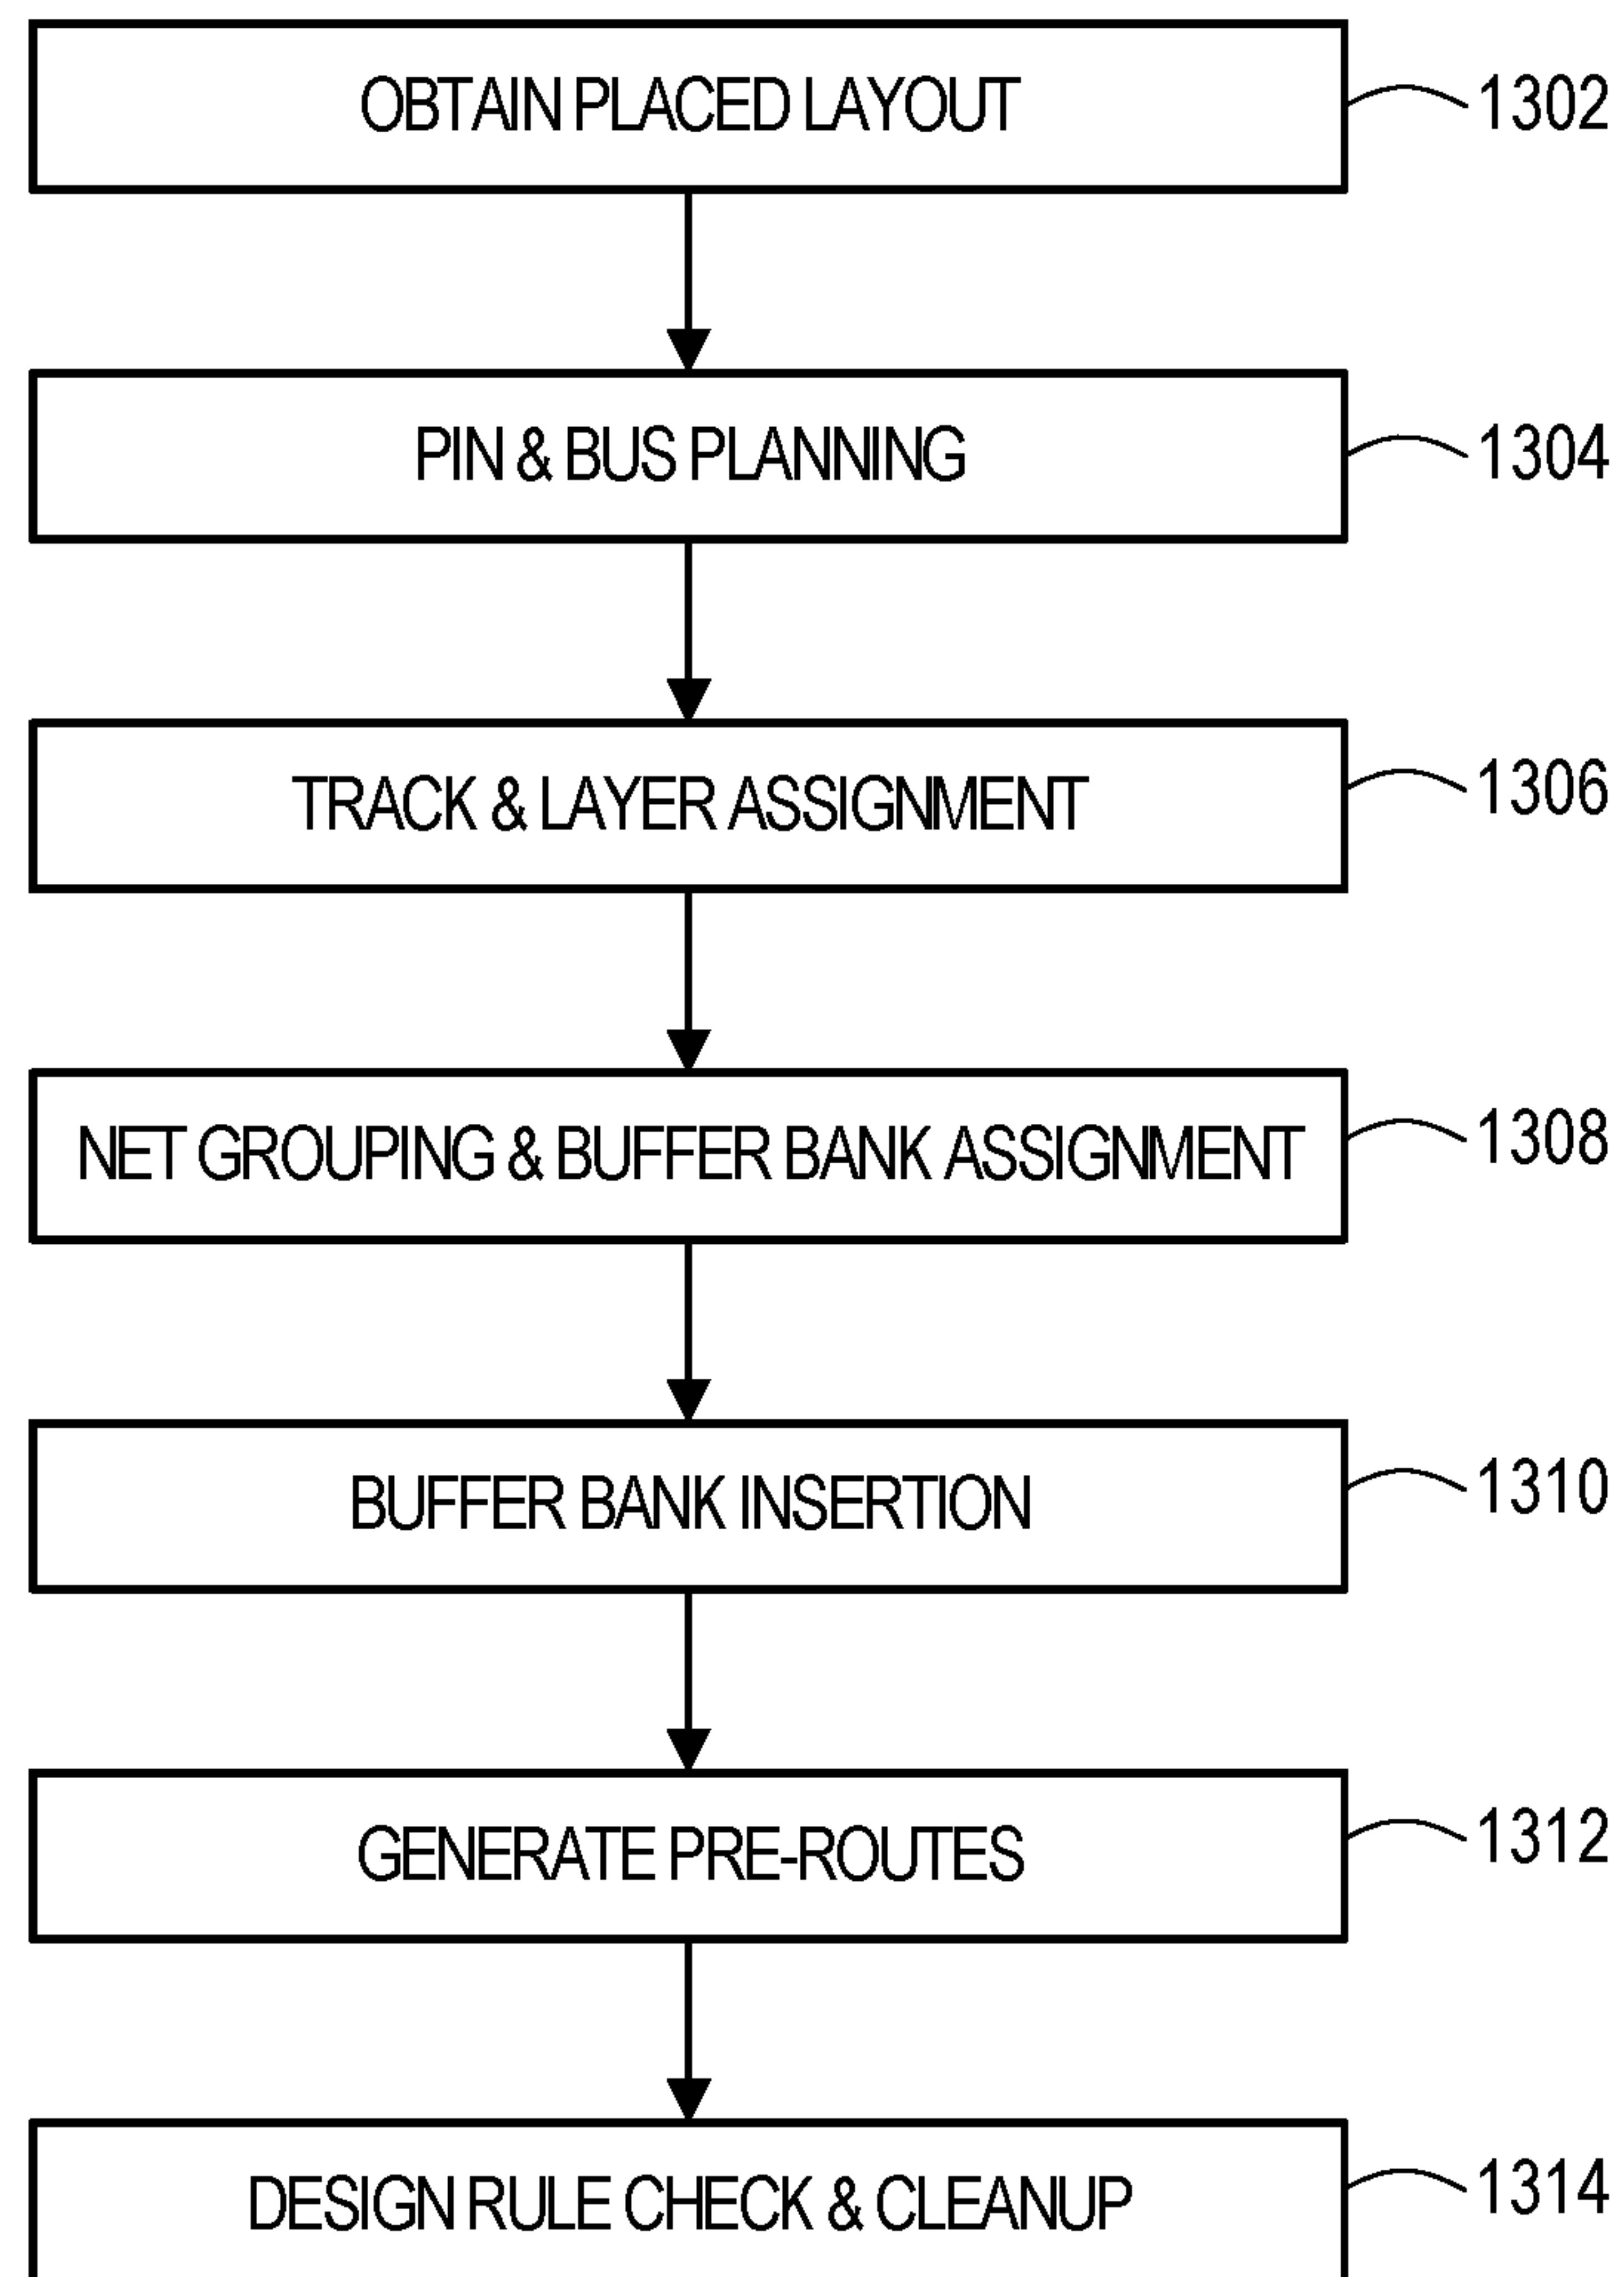 OBTAIN PLACED LAYOUT
1302
PIN & BUS PLANNING
1304
TRACK & LAYER ASSIGNMENT
1306
NET GROUPING & BUFFER BANK ASSIGNMENT
1308
BUFFER BANK INSERTION
1310
GENERATE PRE-ROUTES
1312
DESIGN RULE CHECK & CLEANUP
1314